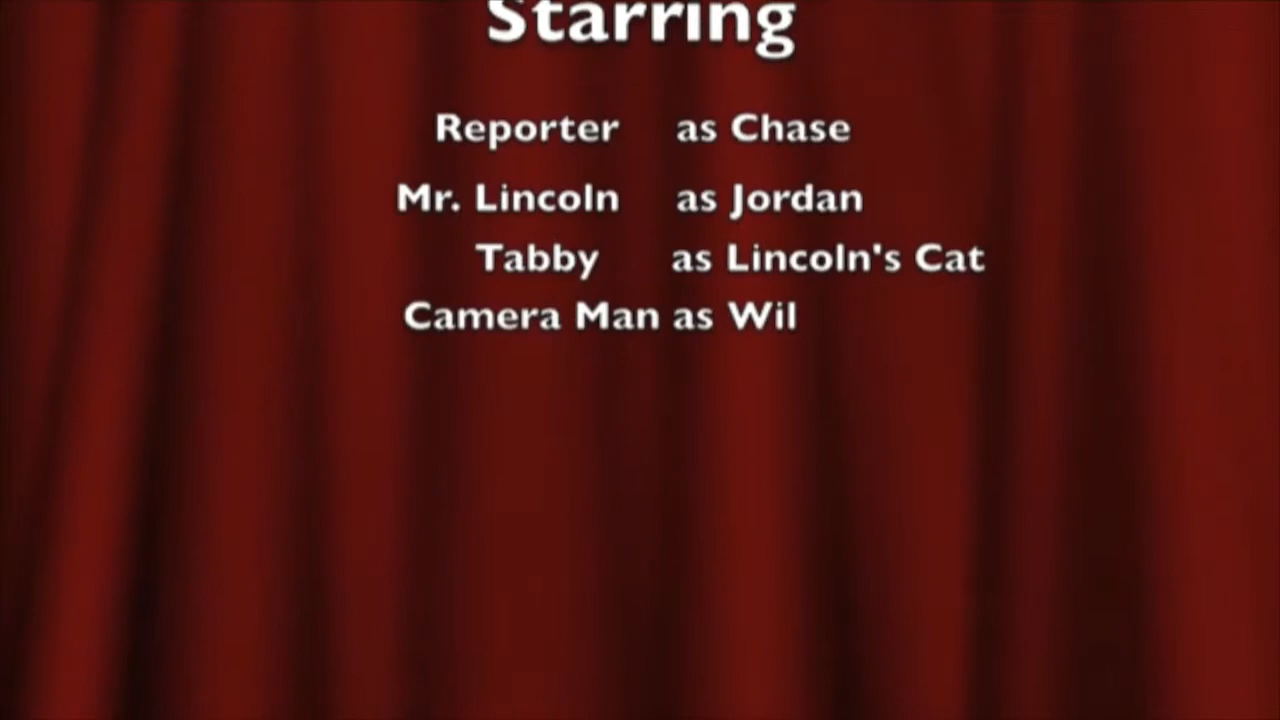 Starring
Reporter as Chase
Mr. Lincoln as Jordan
Tabby as Lincoln's Cat
Camera Man as Wil